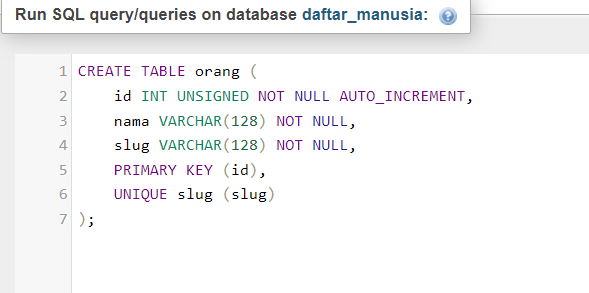 Run SQL query/queries on database daftar_manusia:
1 CREATE TABLE orang (
2 id INT UNSIGNED NOT NULL AUTO_INCREMENT,
3 nama VARCHAR(128) NOT NULL,
4 slug VARCHAR(128) NOT NULL,
5 PRIMARY KEY (id),
6 UNIQUE slug (slug)
7 );